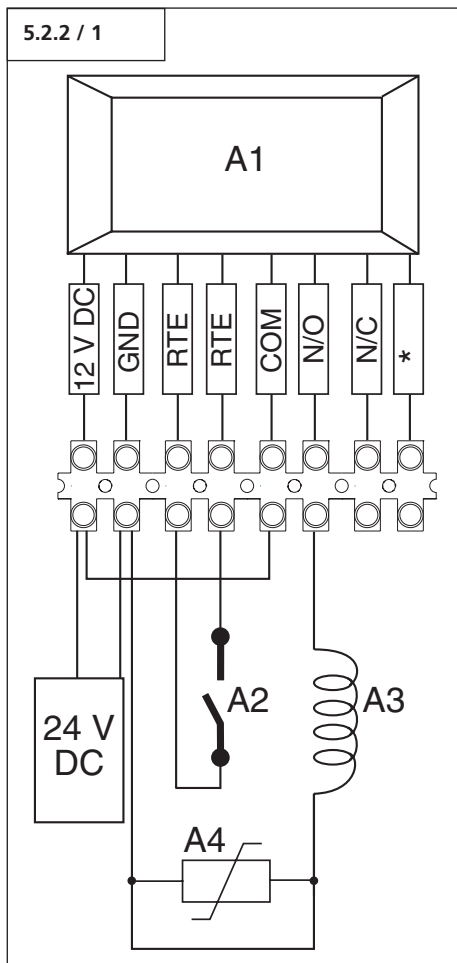 5.2.2 / 1
A1
12 V DC
GND
RTE
RTE
COM
N/O
N/C
*
A2
A3
24 V
DC
A4